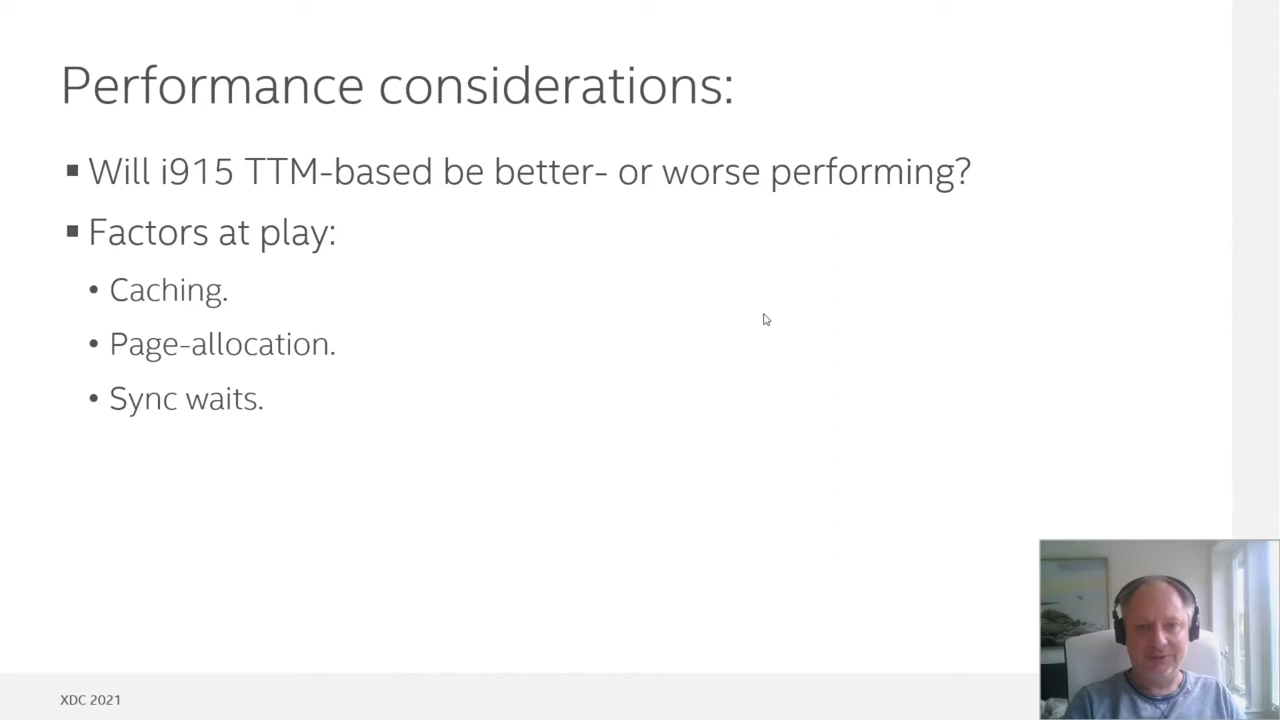 Performance considerations:
▪ Will i915 TTM-based be better- or worse performing?
▪ Factors at play:
• Caching.
• Page-allocation.
• Sync waits.
XDC 2021